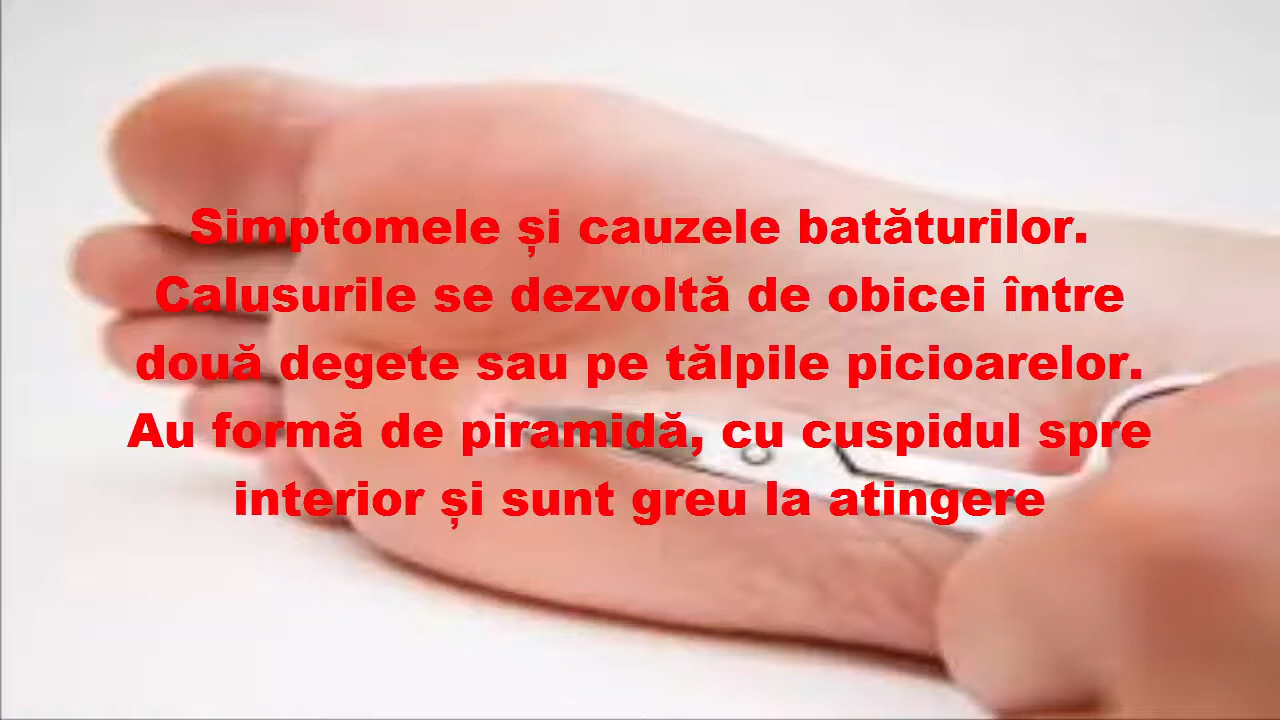 Simptomele și cauzele batăturilor.
Calusurile se dezvoltă de obicei între
două degete sau pe tălpile picioarelor.
Au formă de piramidă, cu cuspidul spre
interior și sunt greu la atingere